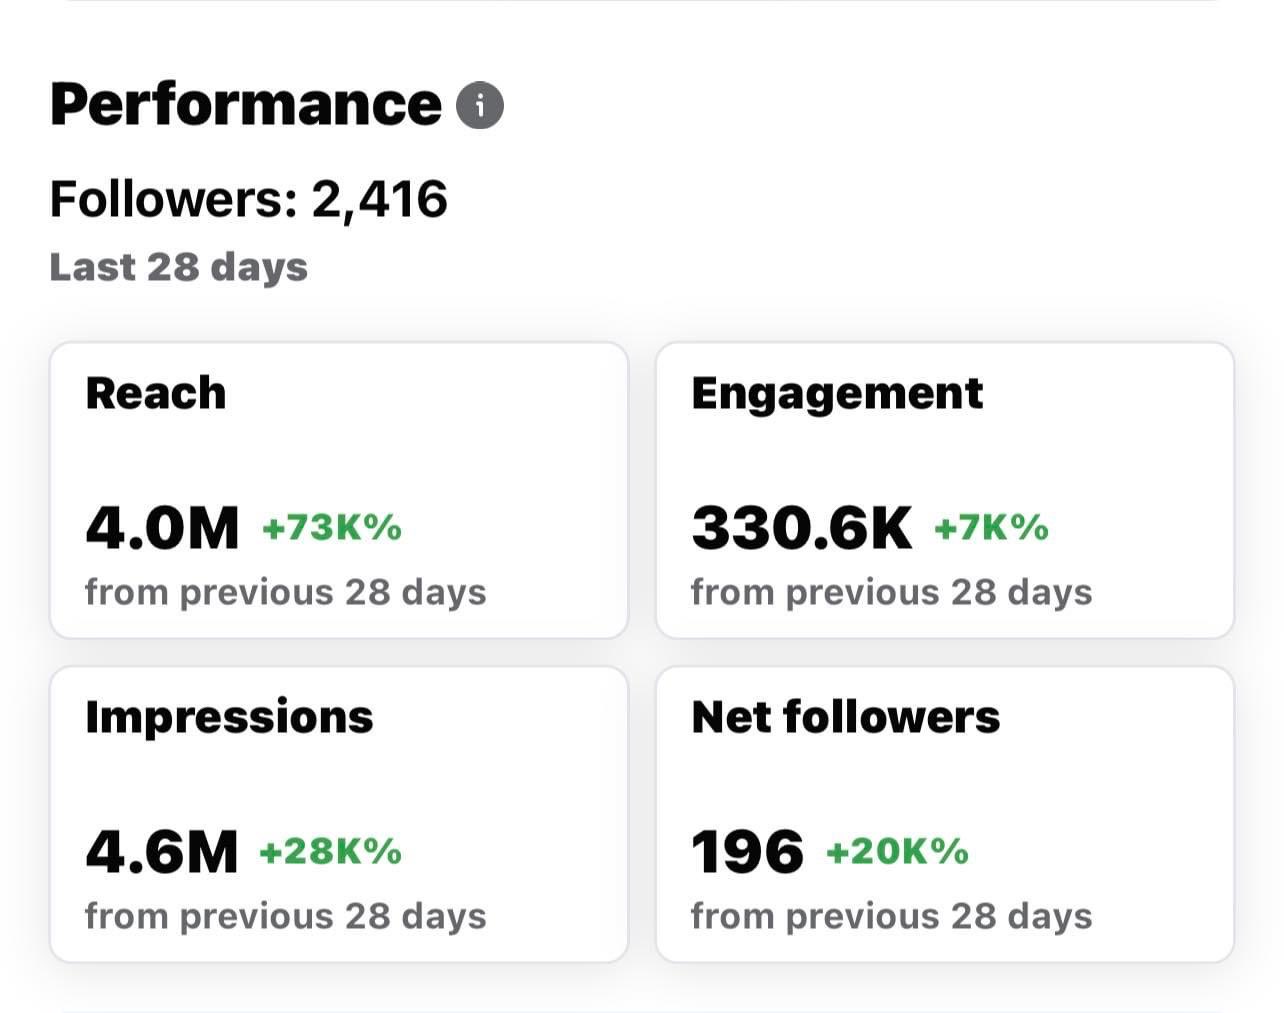 Performance
Followers: 2,416
Last 28 days
Reach
4.0M +73K%
from previous 28 days
Engagement
330.6K +7K%
from previous 28 days
Impressions
4.6M +28K%
from previous 28 days
Net followers
196 +20K%
from previous 28 days